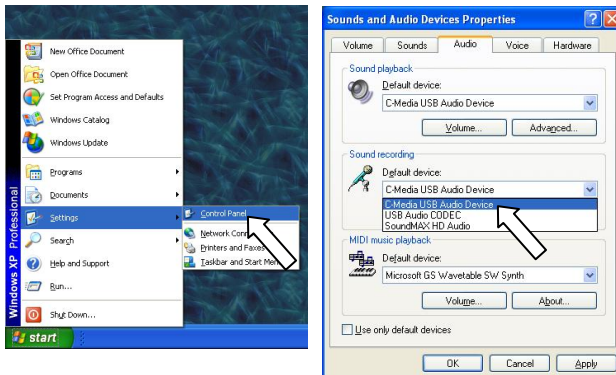 New Office Document
Open Office Document
Set Program Access and Defaults
Windows Catalog
Windows Update
Programs
Documents
Settings
Search
Help and Support
Run...
Shut Down...
Windows XP Professional
Control Panel
Network Conn
Printers and Faxes
Taskbar and Start Men
start
Sounds and Audio Devices Properties
Volume Sounds Audio Voice Hardware
Sound playback
Default device:
C-Media USB Audio Device
Volume... Advanced...
Sound recording
Default device:
C-Media USB Audio Device
C-Media USB Audio Device
USB Audio CODEC
SoundMAX HD Audio
MIDI music playback
Default device:
Microsoft GS Wavetable SW Synth
Volume... About...
Use only default devices
OK Cancel Apply